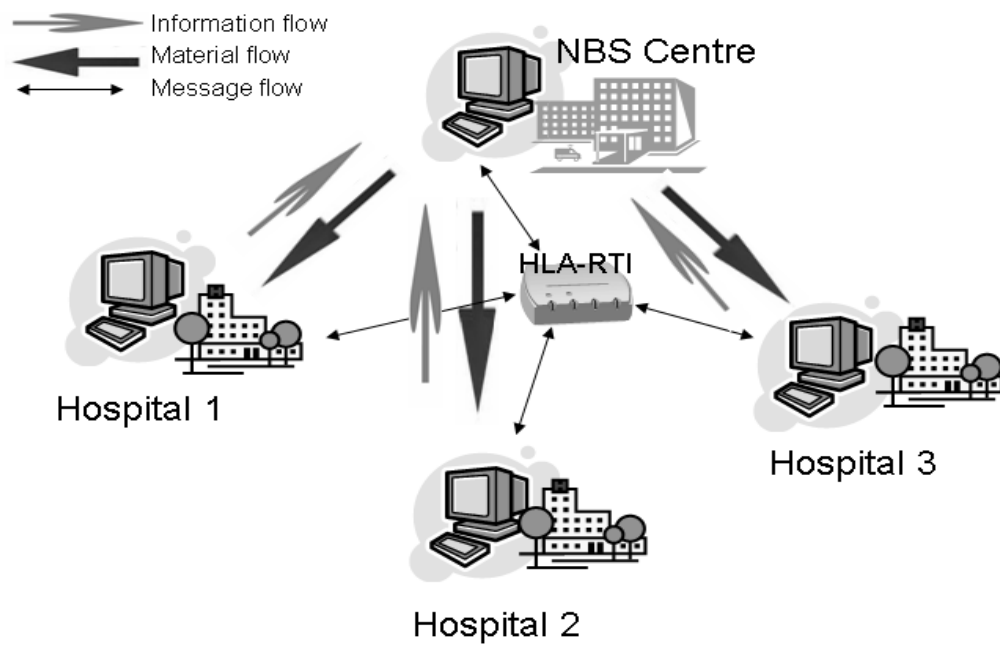 Information flow
Material flow
Message flow
NBS Centre
HLA-RTI
Hospital 1
Hospital 3
Hospital 2